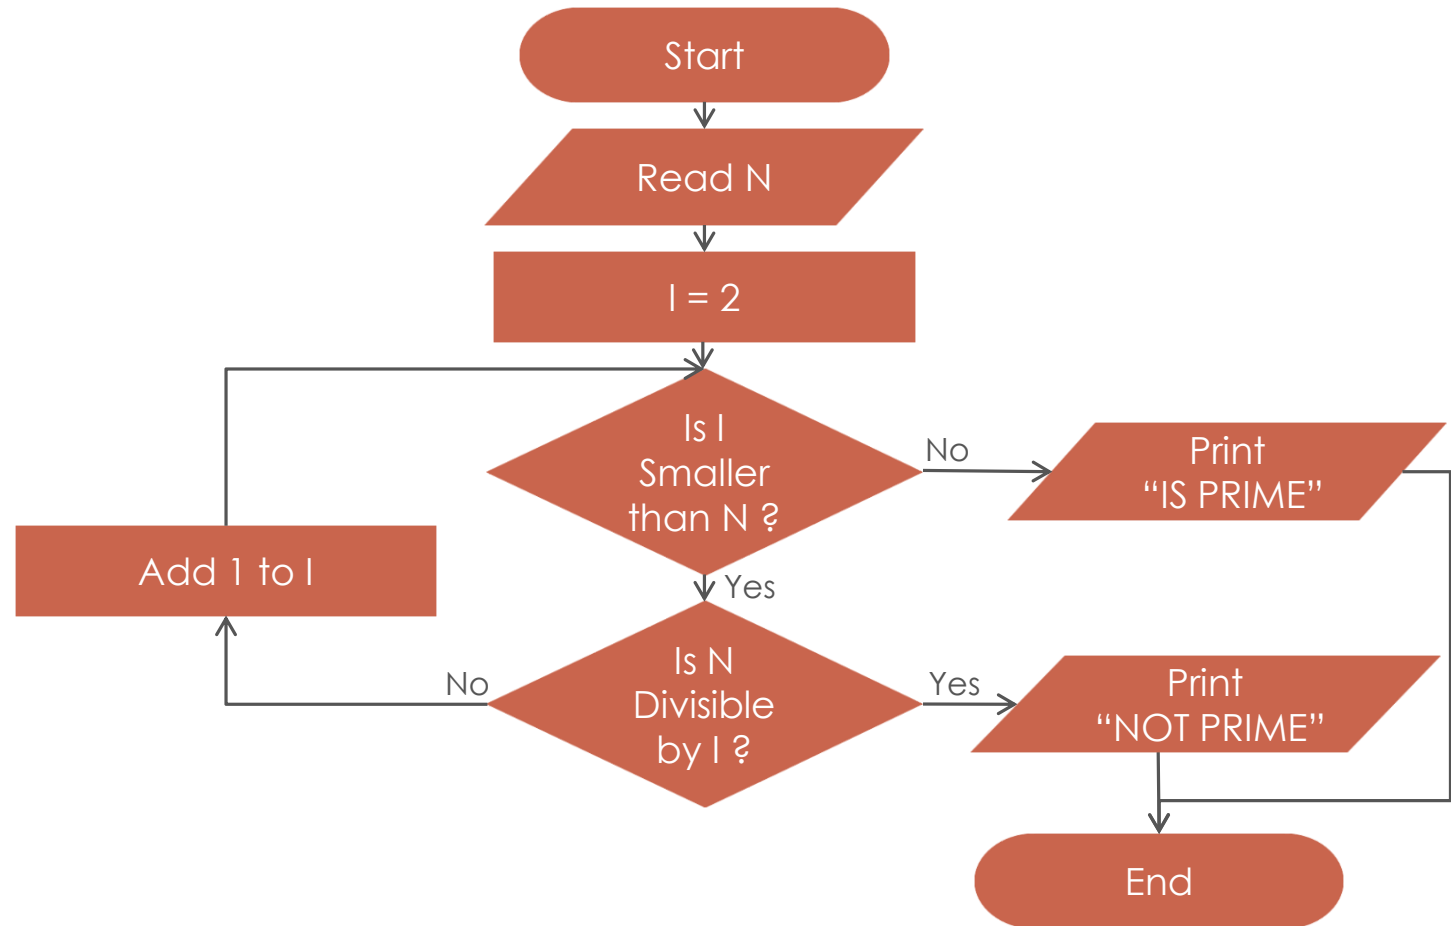 Start
Read N
I = 2
Is I
Smaller
than N ?
No
Print
“IS PRIME”
Add 1 to I
Yes
Is N
Divisible
by I ?
No
Yes
Print
“NOT PRIME”
End